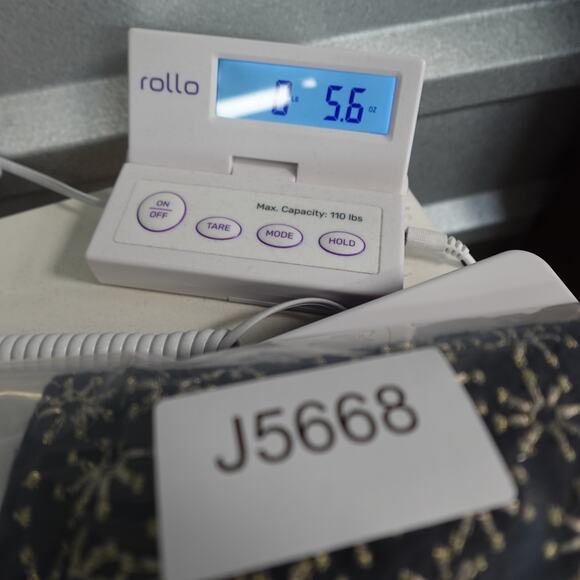 rollo
0 LB 5.6 OZ
ON
OFF
TARE
MODE
HOLD
Max. Capacity: 110 lbs
J5668